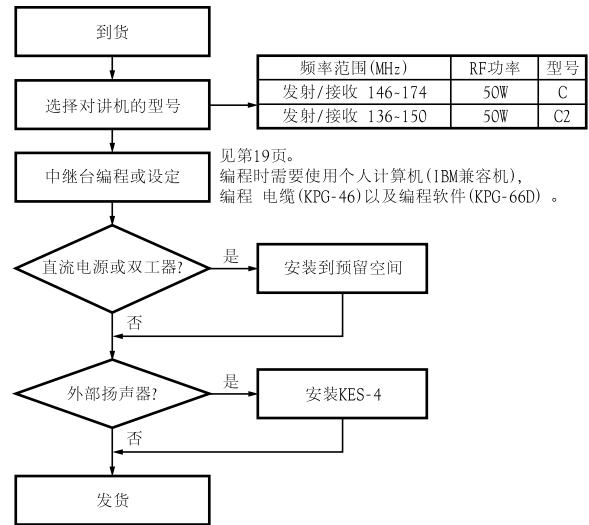 到货
选择对讲机的型号
频率范围(MHz) RF功率 型号
发射/接收 146~174 50W C
发射/接收 136~150 50W C2
中继台编程或设定
见第19页。
编程时需要使用个人计算机(IBM兼容机),
编程 电缆(KPG-46)以及编程软件(KPG-66D) 。
直流电源或双工器?
是
安装到预留空间
否
外部扬声器?
是
安装KES-4
否
发货